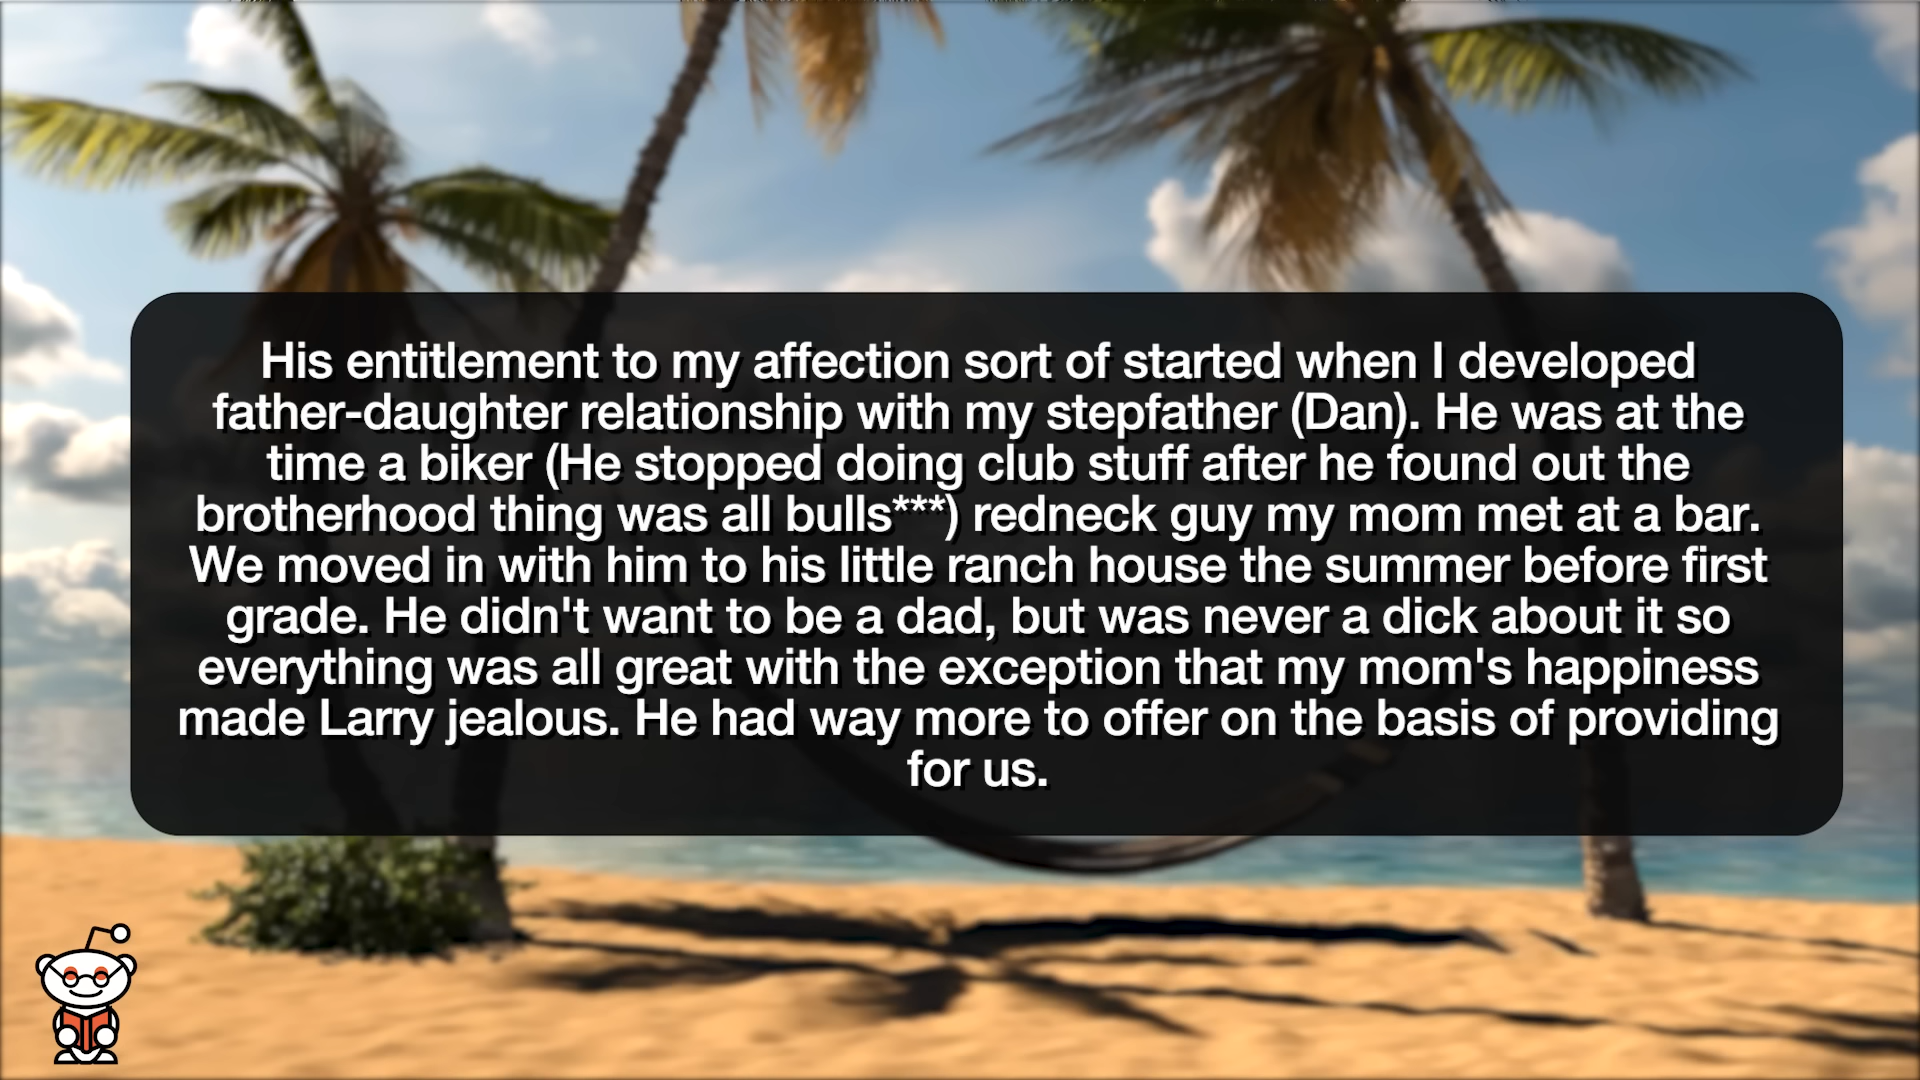 His entitlement to my affection sort of started when I developed
father-daughter relationship with my stepfather (Dan). He was at the
time a biker (He stopped doing club stuff after he found out the
brotherhood thing was all bulls***) redneck guy my mom met at a bar.
We moved in with him to his little ranch house the summer before first
grade. He didn't want to be a dad, but was never a dick about it so
everything was all great with the exception that my mom's happiness
made Larry jealous. He had way more to offer on the basis of providing
for us.